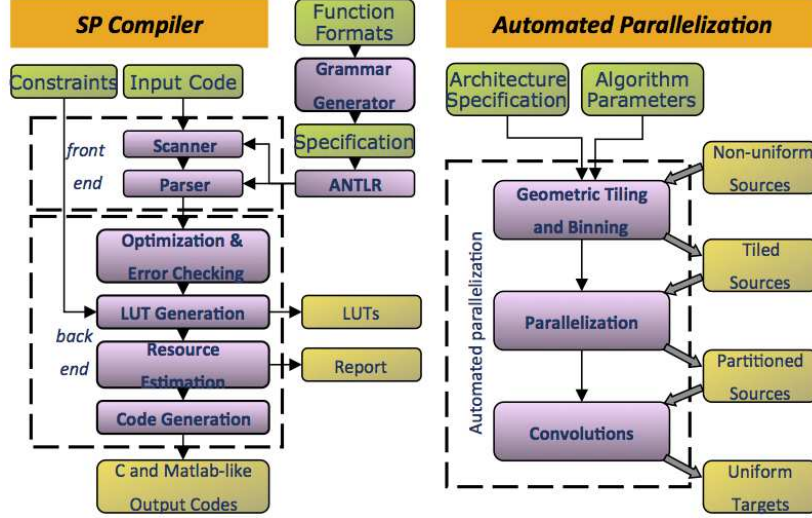 SP Compiler
Function
Formats
Constraints
Input Code
Grammar
Generator
Specification
ANTLR
front
end
Scanner
Parser
Optimization &
Error Checking
LUT Generation
LUTs
back
end
Resource
Estimation
Report
Code Generation
C and Matlab-like
Output Codes
Automated Parallelization
Architecture
Specification
Algorithm
Parameters
Automated parallelization
Geometric Tiling
and Binning
Non-uniform
Sources
Tiled
Sources
Parallelization
Partitioned
Sources
Convolutions
Uniform
Targets